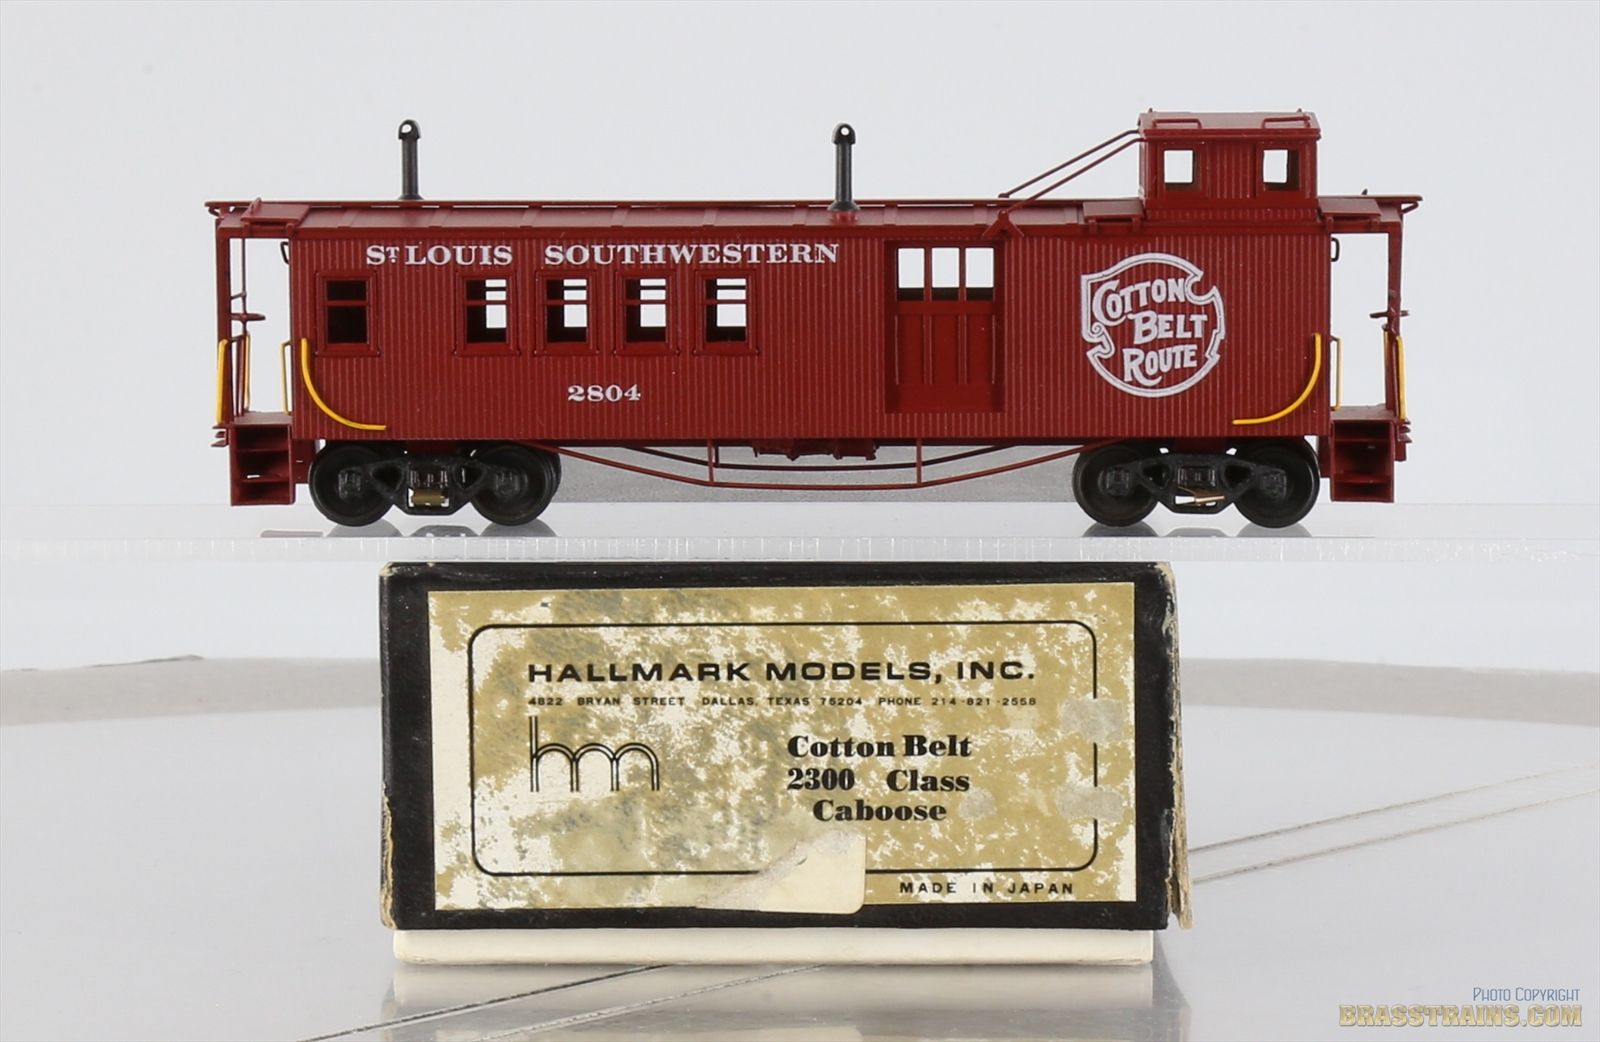 ST LOUIS SOUTHWESTERN
2804
COTTON
BELT
ROUTE
HALLMARK MODELS, INC.
4822 BRYAN STREET DALLAS, TEXAS 75204 PHONE 214-821-2558
hm
Cotton Belt
2300 Class
Caboose
MADE IN JAPAN
PHOTO COPYRIGHT
BRASSTRAINS.COM